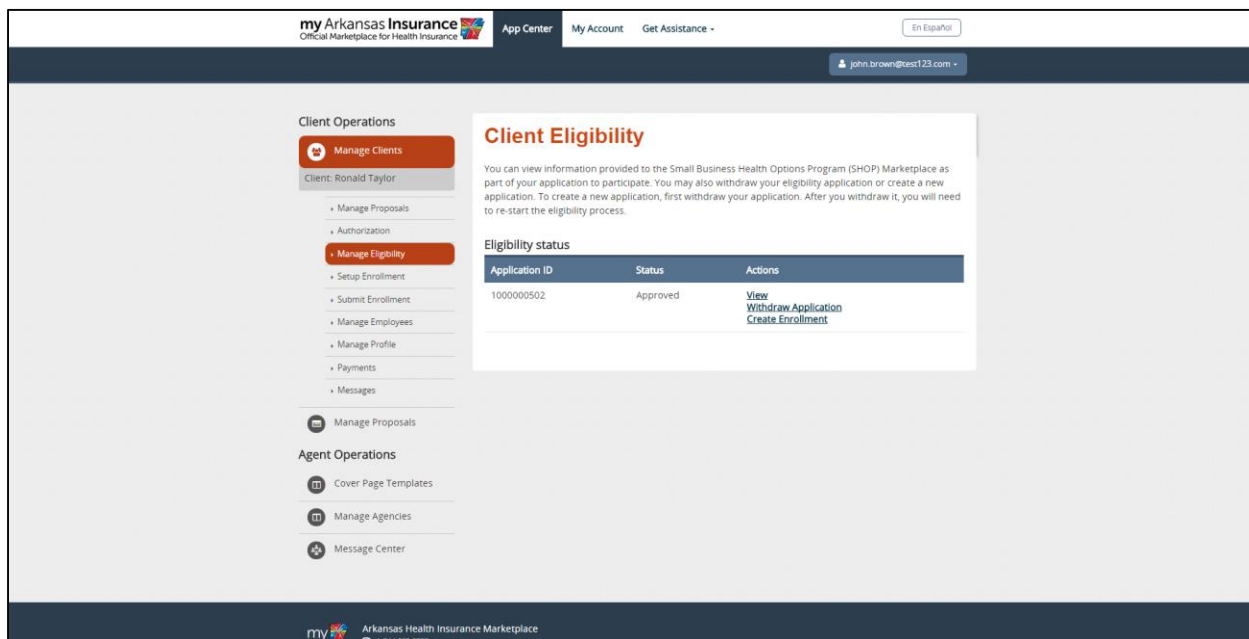 my Arkansas Insurance
Official Marketplace for Health Insurance
App Center
My Account
Get Assistance
En Español
john.brown@test123.com
Client Operations
Manage Clients
Client: Ronald Taylor
Manage Proposals
Authorization
Manage Eligibility
Setup Enrollment
Submit Enrollment
Manage Employees
Manage Profile
Payments
Messages
Manage Proposals
Agent Operations
Cover Page Templates
Manage Agencies
Message Center
Client Eligibility
You can view information provided to the Small Business Health Options Program (SHOP) Marketplace as
part of your application to participate. You may also withdraw your eligibility application or create a new
application. To create a new application, first withdraw your application. After you withdraw it, you will need
to re-start the eligibility process.
Eligibility status
Application ID Status Actions
1000000502 Approved View
Withdraw Application
Create Enrollment
my
Arkansas Health Insurance Marketplace